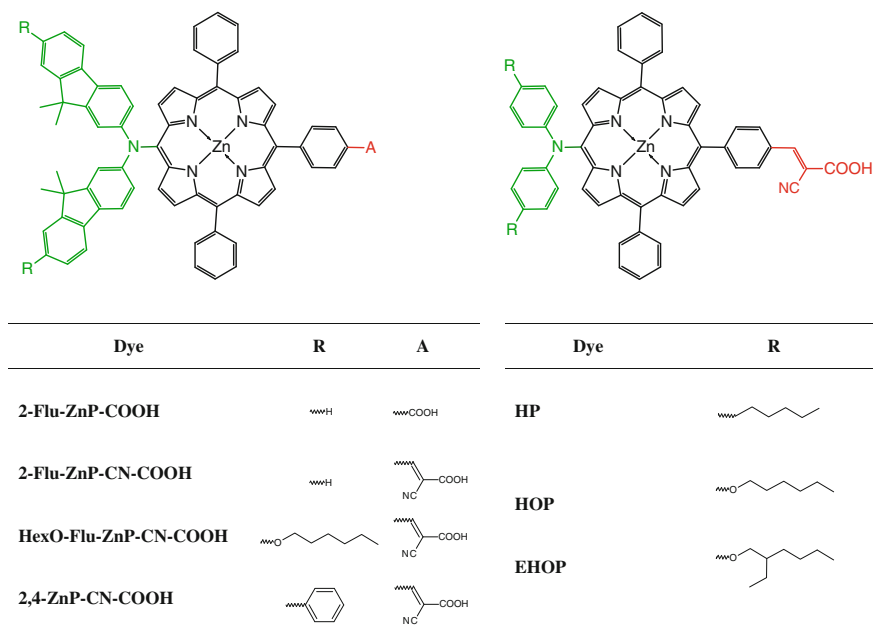 R
N
N
N
Zn
N
N
A
R
R
N
N
N
Zn
N
N
COOH
NC
R
Dye R A
2-Flu-ZnP-COOH H COOH
2-Flu-ZnP-CN-COOH H COOH
NC
HexO-Flu-ZnP-CN-COOH O COOH
NC
2,4-ZnP-CN-COOH COOH
NC
Dye R
HP
HOP O
EHOP O